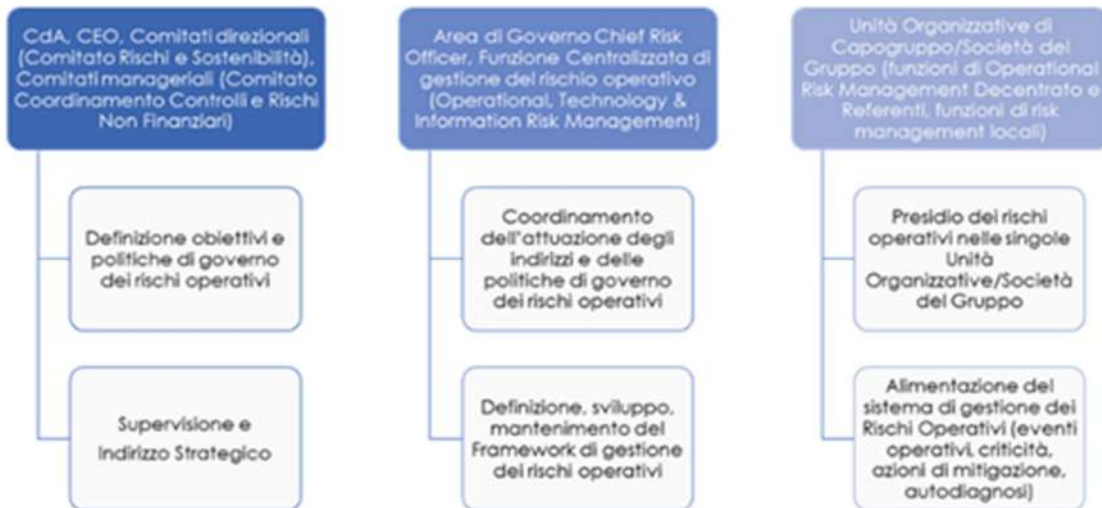 CdA, CEO, Comitati direzionali
(Comitato Rischi e Sostenibilità),
Comitati manageriali (Comitato
Coordinamento Controlli e Rischi
Non Finanziari)
Definizione obiettivi e
politiche di governo
dei rischi operativi
Supervisione e
Indirizzo Strategico
Area di Governo Chief Risk
Officer, Funzione Centralizzata di
gestione del rischio operativo
(Operational, Technology &
Information Risk Management)
Coordinamento
dell'attuazione degli
indirizzi e delle
politiche di governo
dei rischi operativi
Definizione, sviluppo,
mantenimento del
Framework di gestione
dei rischi operativi
Unità Organizzative di
Capogruppo/Società del
Gruppo (funzioni di Operational
Risk Management Decentrato e
Referenti, funzioni di risk
management locali)
Presidio dei rischi
operativi nelle singole
Unità
Organizzative/Società
del Gruppo
Alimentazione del
sistema di gestione dei
Rischi Operativi (eventi
operativi, criticità,
azioni di mitigazione,
autodiagnosi)